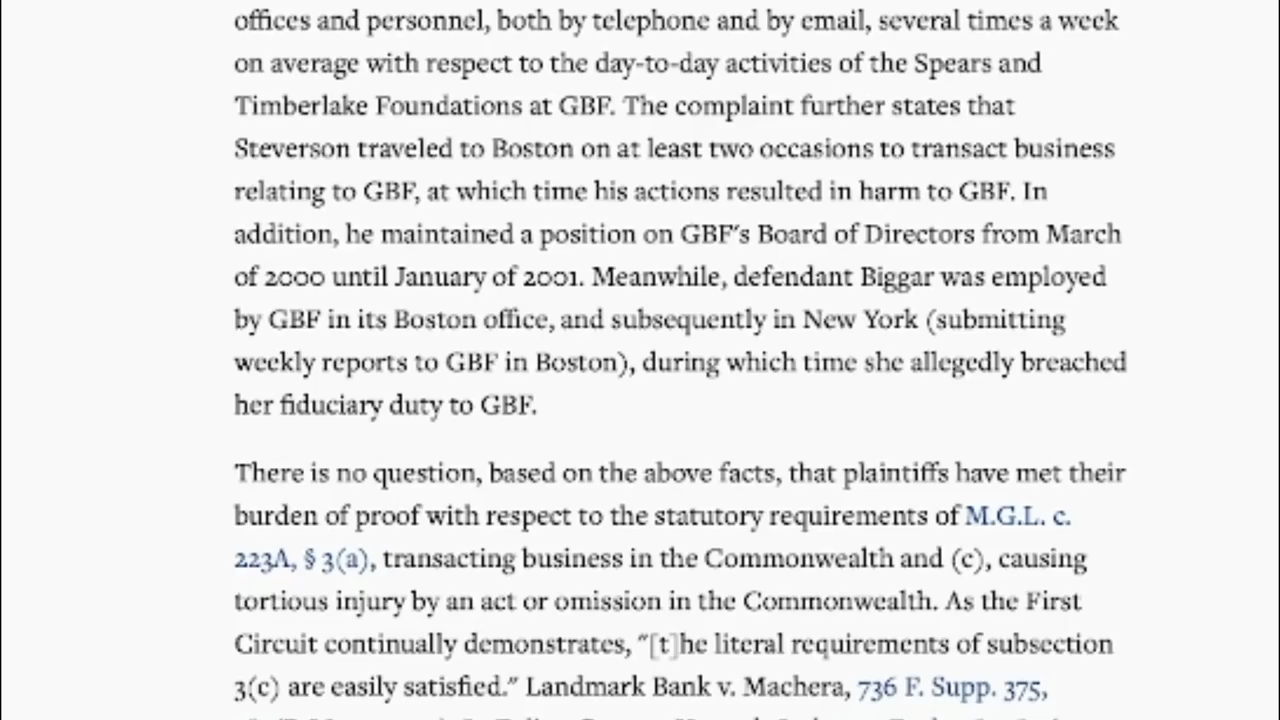 offices and personnel, both by telephone and by email, several times a week
on average with respect to the day-to-day activities of the Spears and
Timberlake Foundations at GBF. The complaint further states that
Steverson traveled to Boston on at least two occasions to transact business
relating to GBF, at which time his actions resulted in harm to GBF. In
addition, he maintained a position on GBF's Board of Directors from March
of 2000 until January of 2001. Meanwhile, defendant Biggar was employed
by GBF in its Boston office, and subsequently in New York (submitting
weekly reports to GBF in Boston), during which time she allegedly breached
her fiduciary duty to GBF.
There is no question, based on the above facts, that plaintiffs have met their
burden of proof with respect to the statutory requirements of M.G.L. c.
223A, § 3(a), transacting business in the Commonwealth and (c), causing
tortious injury by an act or omission in the Commonwealth. As the First
Circuit continually demonstrates, "[t]he literal requirements of subsection
3(c) are easily satisfied." Landmark Bank v. Machera, 736 F. Supp. 375,